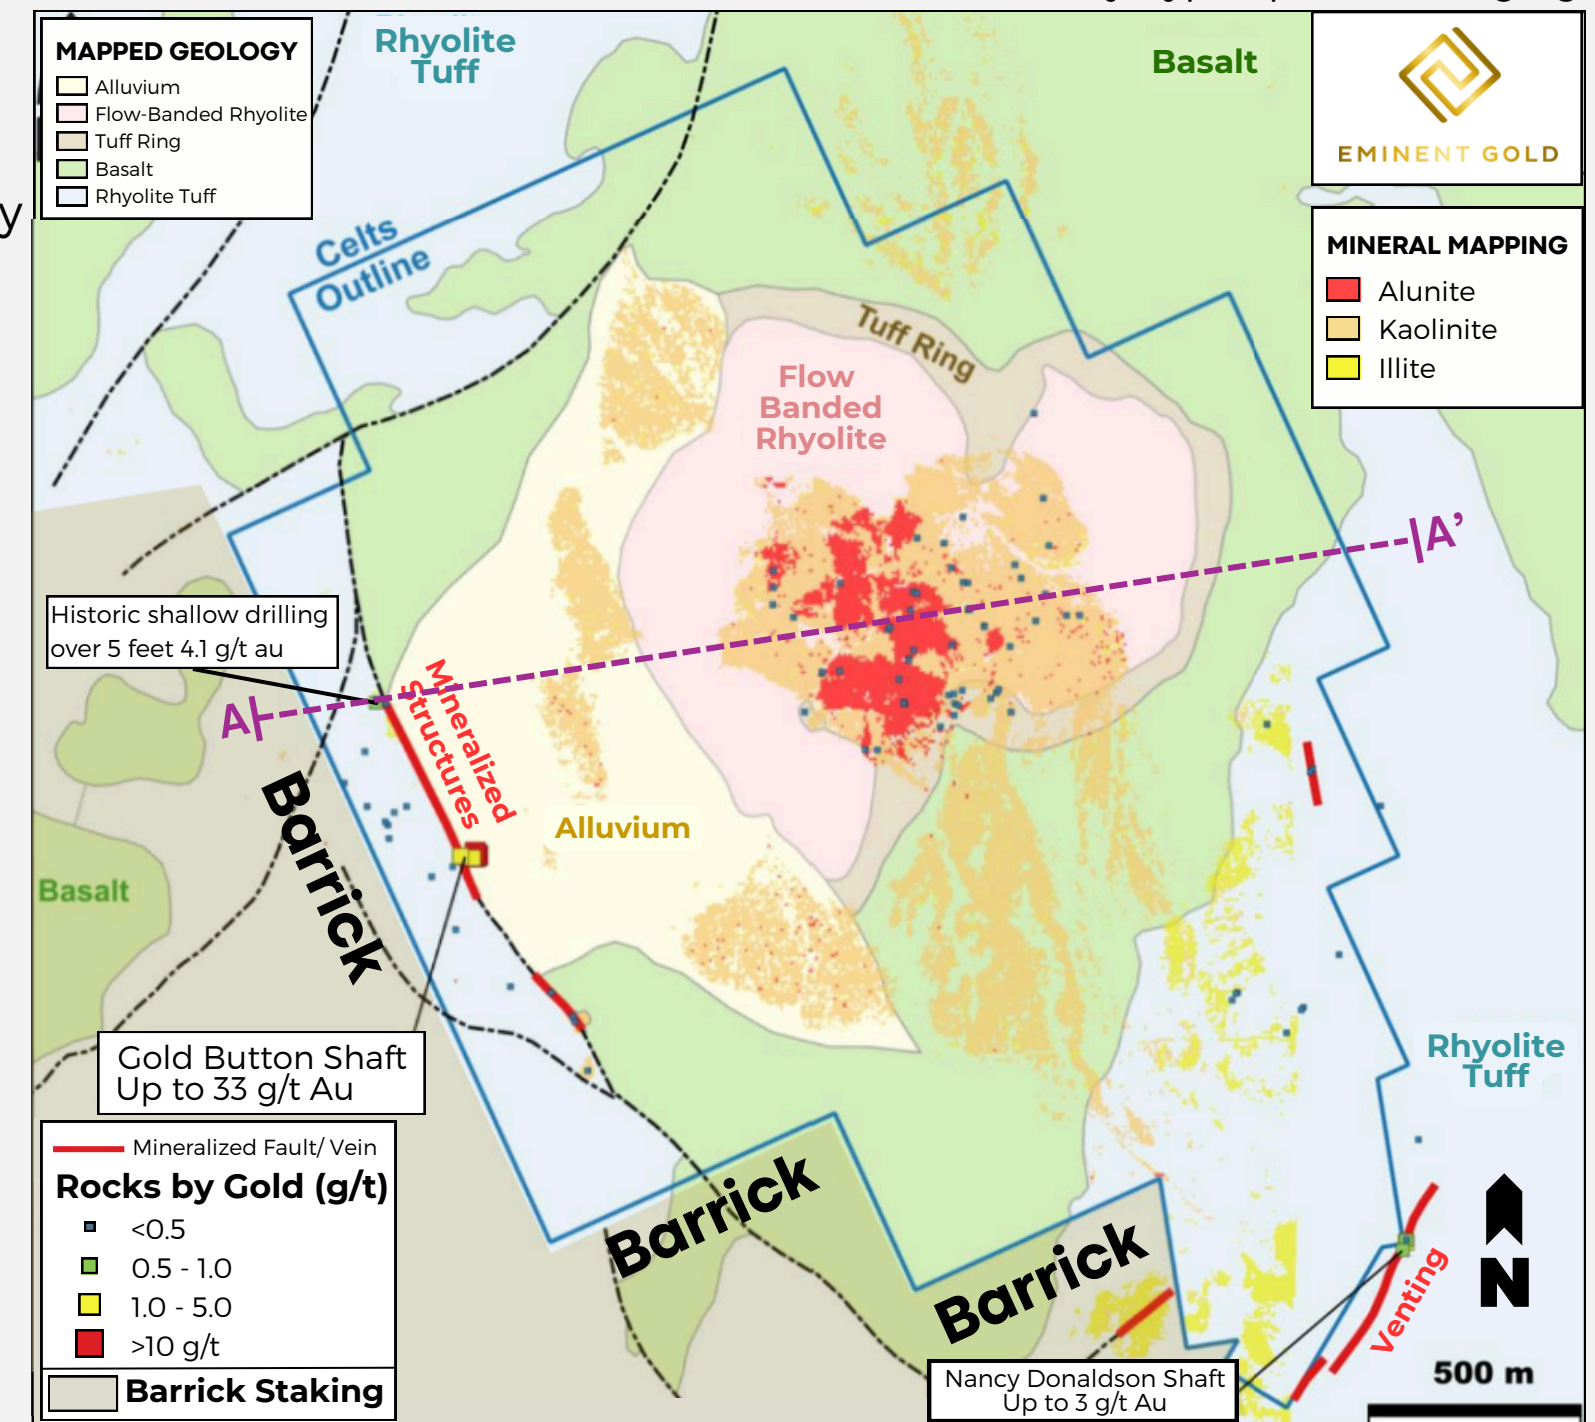 y
MAPPED GEOLOGY
Alluvium
Flow-Banded Rhyolite
Tuff Ring
Basalt
Rhyolite Tuff
Rhyolite
Tuff
Basalt
EMINENT GOLD
MINERAL MAPPING
Alunite
Kaolinite
Illite
Celts
Outline
Tuff Ring
Flow
Banded
Rhyolite
A'
Historic shallow drilling
over 5 feet 4.1 g/t au
A
Mineralized
Structures
Barrick
Alluvium
Basalt
Gold Button Shaft
Up to 33 g/t Au
Rhyolite
Tuff
Mineralized Fault/ Vein
Rocks by Gold (g/t)
<0.5
0.5 - 1.0
1.0 - 5.0
>10 g/t
Barrick Staking
Barrick
Barrick
Venting
N
Nancy Donaldson Shaft
Up to 3 g/t Au
500 m